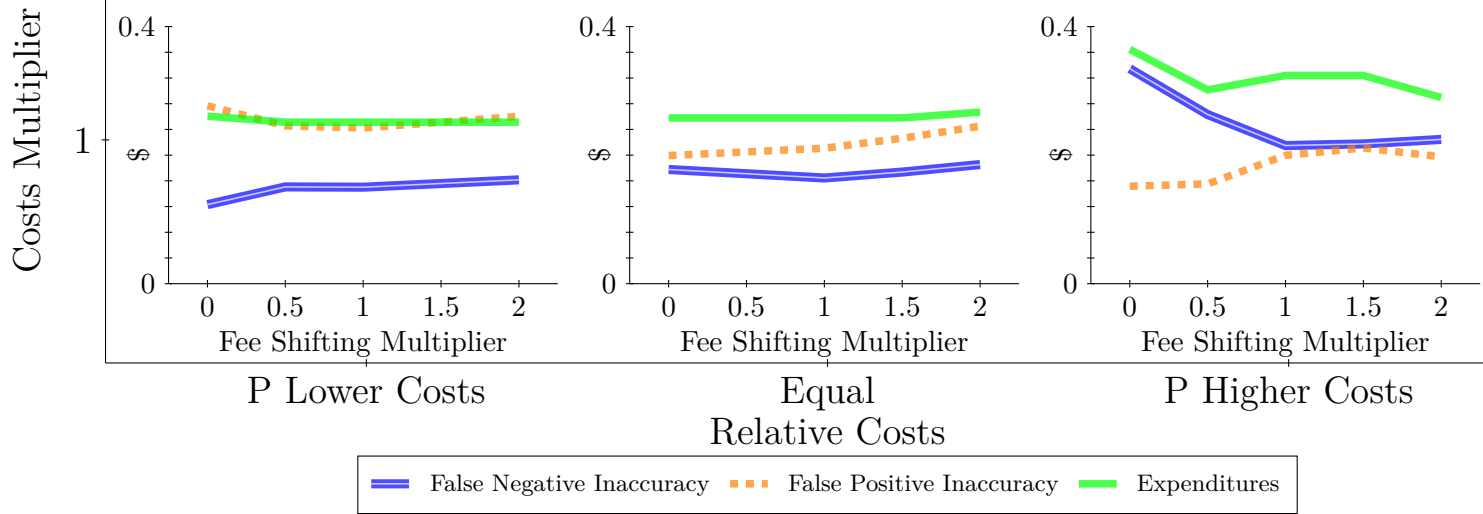 Costs Multiplier
1
0.4
$
0
0 0.5 1 1.5 2
Fee Shifting Multiplier
P Lower Costs
0.4
$
0
0 0.5 1 1.5 2
Fee Shifting Multiplier
Equal
0.4
$
0
0 0.5 1 1.5 2
Fee Shifting Multiplier
P Higher Costs
Relative Costs
False Negative Inaccuracy False Positive Inaccuracy Expenditures